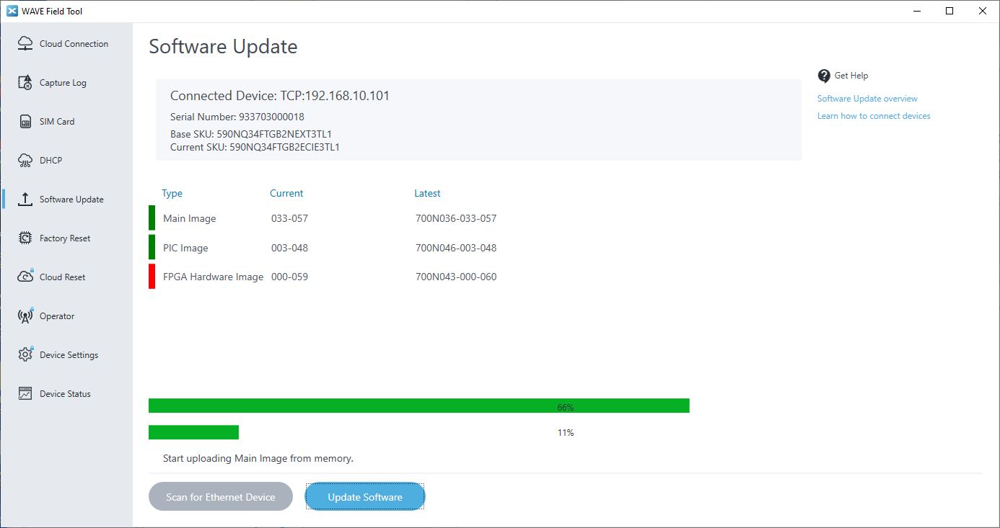 WAVE Field Tool
Cloud Connection
Capture Log
SIM Card
DHCP
Software Update
Factory Reset
Cloud Reset
Operator
Device Settings
Device Status
Software Update
Connected Device: TCP:192.168.10.101
Serial Number: 933703000018
Base SKU: 590NQ34FTGB2NEXT3TL1
Current SKU: 590NQ34FTGB2ECIE3TL1
Get Help
Software Update overview
Learn how to connect devices
Type Current Latest
Main Image 033-057 700N036-033-057
PIC Image 003-048 700N046-003-048
FPGA Hardware Image 000-059 700N043-000-060
66%
11%
Start uploading Main Image from memory.
Scan for Ethernet Device Update Software